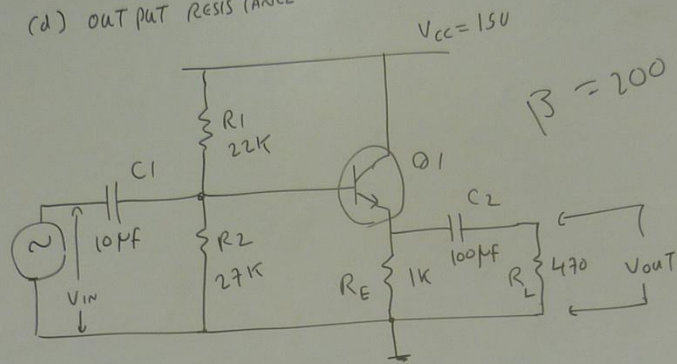 (d) OUTPUT RESISTANCE
VCC=15V
β=200
R1
22K
C1
Q1
10μf
C2
R2
27K
100μf
VIN
RE
1K
RL
470
VOUT